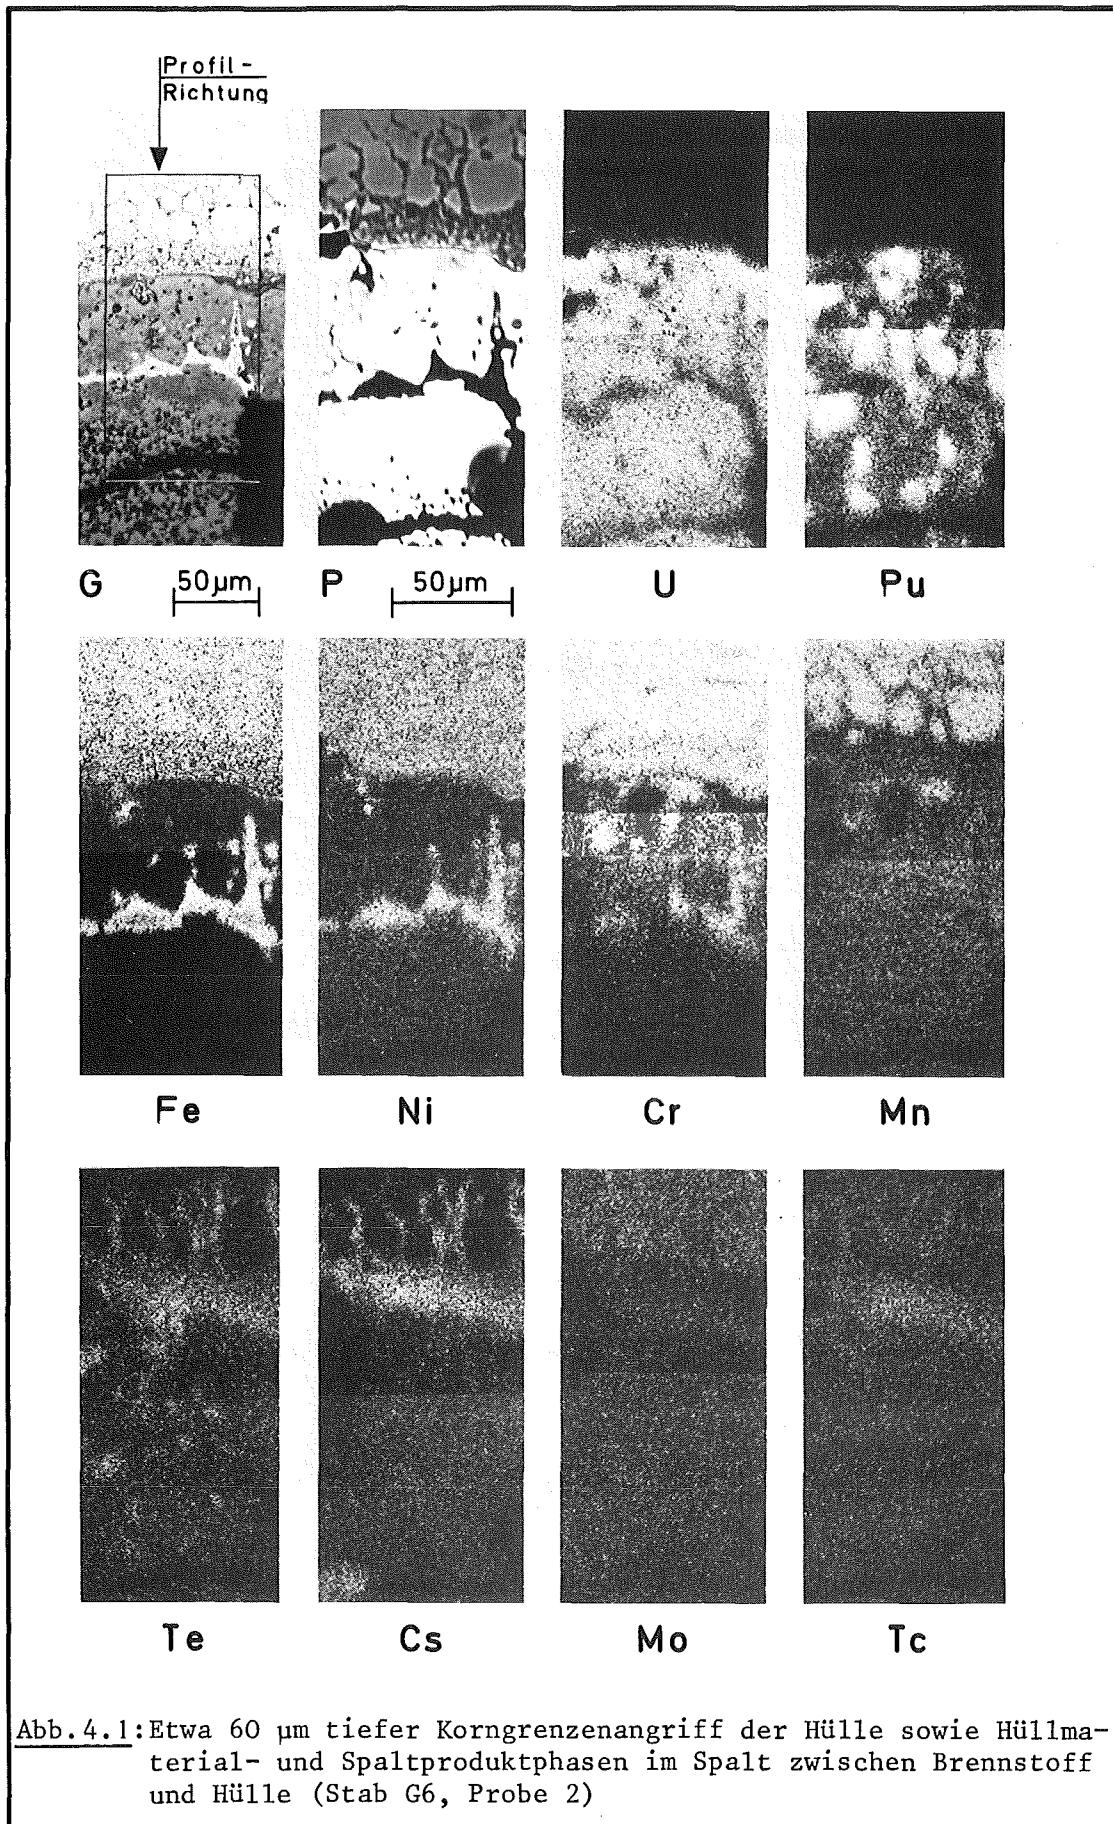 Profil-
Richtung
G 50µm P 50µm U Pu
Fe Ni Cr Mn
Te Cs Mo Tc
Abb.4.1: Etwa 60 µm tiefer Korngrenzenangriff der Hülle sowie Hüllma-
terial- und Spaltproduktphasen im Spalt zwischen Brennstoff
und Hülle (Stab G6, Probe 2)